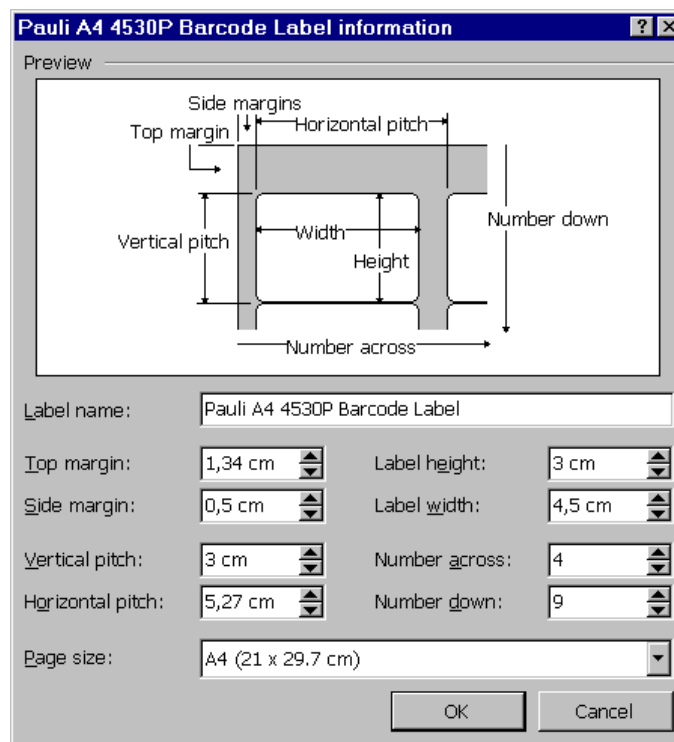 Pauli A4 4530P Barcode Label information
Preview
Side margins
Horizontal pitch
Top margin
Number down
Width
Vertical pitch
Height
Number across
Label name: Pauli A4 4530P Barcode Label
Top margin: 1,34 cm Label height: 3 cm
Side margin: 0,5 cm Label width: 4,5 cm
Vertical pitch: 3 cm Number across: 4
Horizontal pitch: 5,27 cm Number down: 9
Page size: A4 (21 x 29.7 cm)
OK Cancel